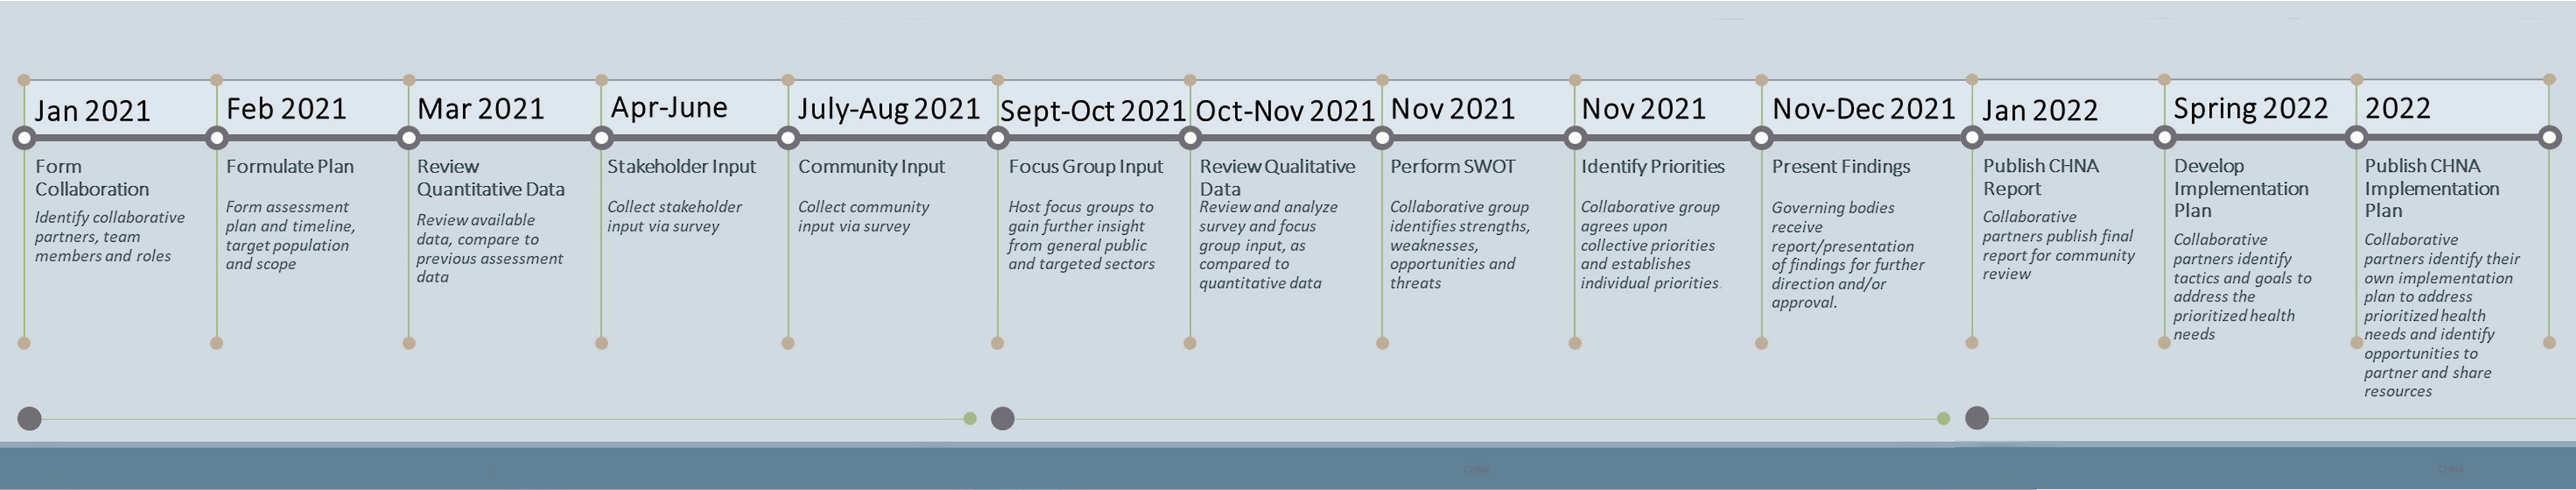 Jan 2021
Form
Collaboration
Identify collaborative
partners, team
members and roles
Feb 2021
Formulate Plan
Form assessment
plan and timeline,
target population
and scope
Mar 2021
Review
Quantitative Data
Review available
data, compare to
previous assessment
data
Apr-June
Stakeholder Input
Collect stakeholder
input via survey
July-Aug 2021
Community Input
Collect community
input via survey
Sept-Oct 2021
Focus Group Input
Host focus groups to
gain further insight
from general public
and targeted sectors
Oct-Nov 2021
Review Qualitative
Data
Review and analyze
survey and focus
group input, as
compared to
quantitative data
Nov 2021
Perform SWOT
Collaborative group
identifies strengths,
weaknesses,
opportunities and
threats
Nov 2021
Identify Priorities
Collaborative group
agrees upon
collective priorities
and establishes
individual priorities.
Nov-Dec 2021
Present Findings
Governing bodies
receive
report/presentation
of findings for further
direction and/or
approval.
Jan 2022
Publish CHNA
Report
Collaborative
partners publish final
report for community
review
Spring 2022
Develop
Implementation
Plan
Collaborative
partners identify
tactics and goals to
address the
prioritized health
needs
2022
Publish CHNA
Implementation
Plan
Collaborative
partners identify their
own implementation
plan to address
prioritized health
needs and identify
opportunities to
partner and share
resources
CHNA
CHNA